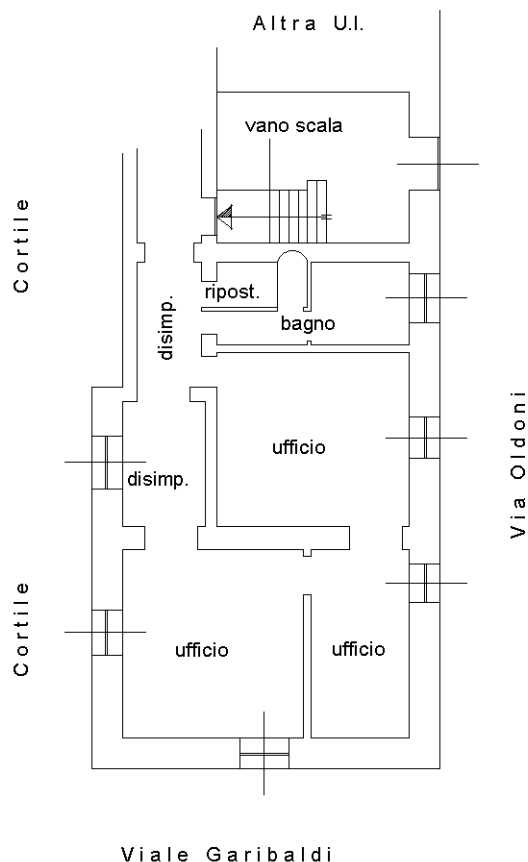 Altra U.I.
vano scala
Cortile
ripost.
disimp.
bagno
ufficio
Via Oldoni
disimp.
Cortile
ufficio
ufficio
Viale Garibaldi